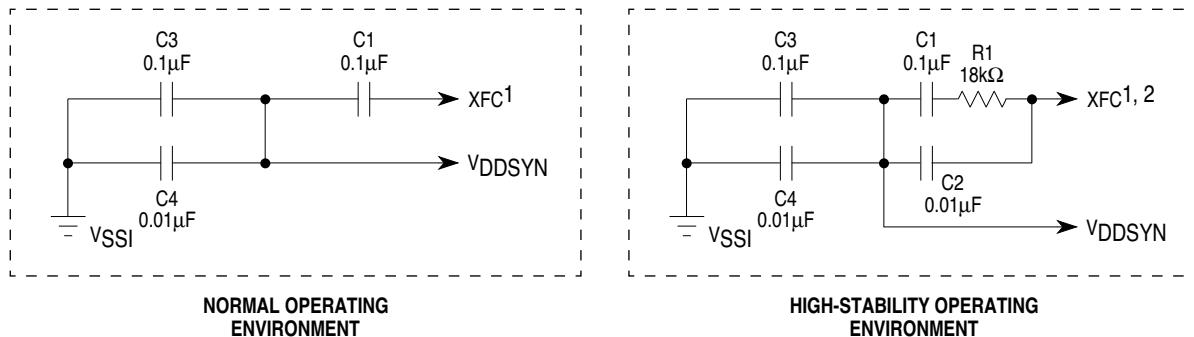 C3
0.1µF
C1
0.1µF
XFC1
C4
0.01µF
VDDSYN
VSSI
NORMAL OPERATING
ENVIRONMENT
C3
0.1µF
C1
0.1µF
R1
18kΩ
XFC1, 2
C4
0.01µF
C2
0.01µF
VSSI
VDDSYN
HIGH-STABILITY OPERATING
ENVIRONMENT